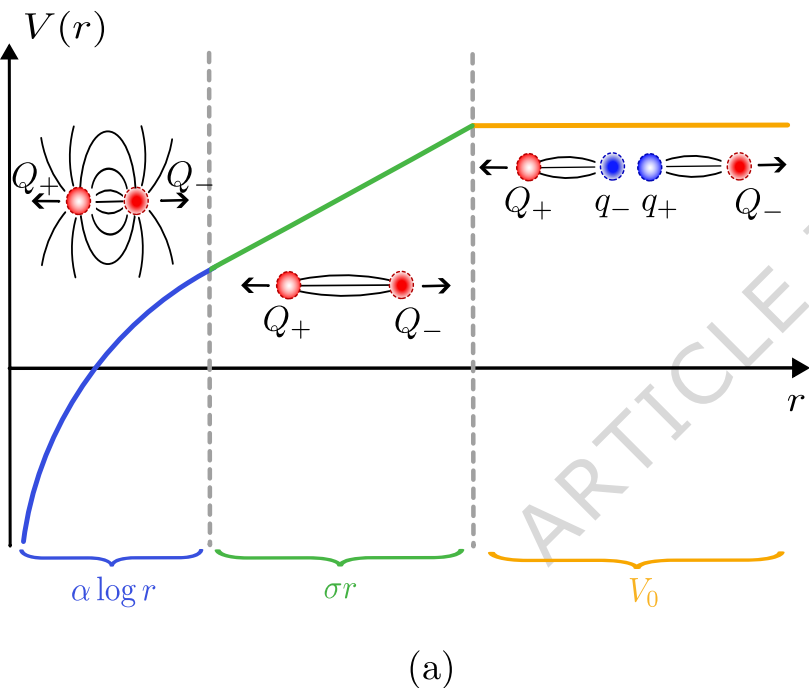 V(r)
Q₊ Q₋
Q₊ q₋ q₊ Q₋
Q₊ Q₋
r
α log r σr V₀
ARTICLE
(a)